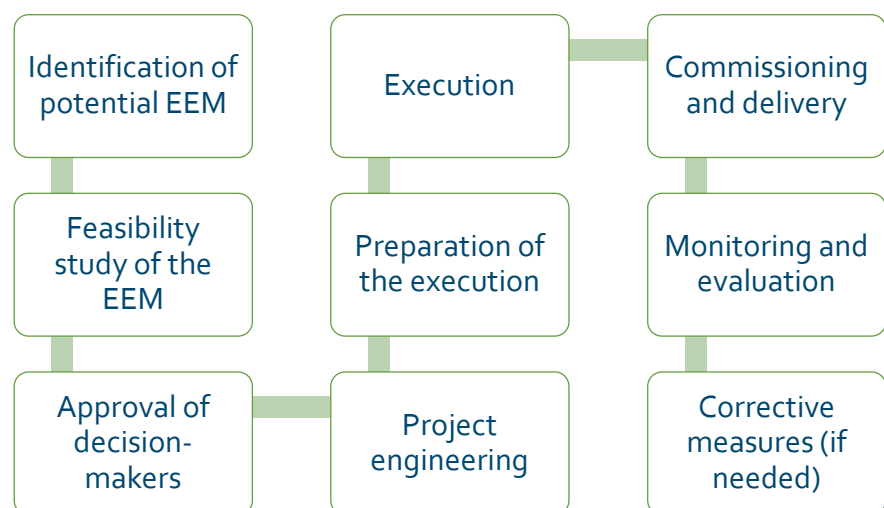 Identification of
potential EEM
Feasibility
study of the
EEM
Approval of
decision-
makers
Project
engineering
Preparation of
the execution
Execution
Commissioning
and delivery
Monitoring and
evaluation
Corrective
measures (if
needed)